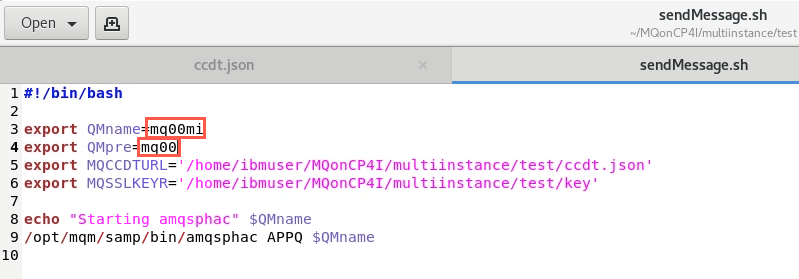 Open
sendMessage.sh
~/MQonCP4I/multiinstance/test
ccdt.json ×
sendMessage.sh
1 #!/bin/bash
2
3 export QMname=mq00mi
4 export QMpre=mq00
5 export MQCCDTURL='/home/ibmuser/MQonCP4I/multiinstance/test/ccdt.json'
6 export MQSSLKEYR='/home/ibmuser/MQonCP4I/multiinstance/test/key'
7
8 echo "Starting amqsphac" $QMname
9 /opt/mqm/samp/bin/amqsphac APPQ $QMname
10